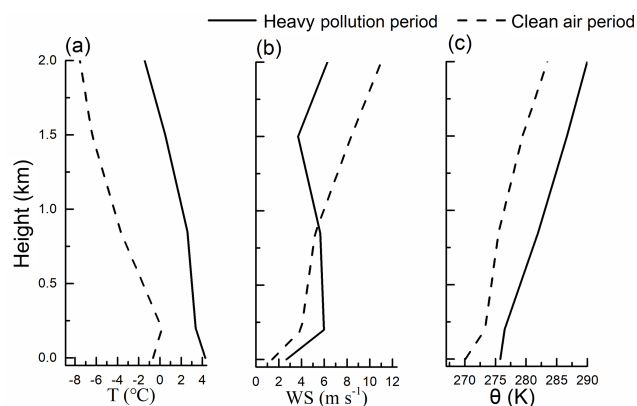 Heavy pollution period Clean air period
(a) (b) (c)
Height (km)
2.0
1.5
1.0
0.5
0.0
-8 -6 -4 -2 0 2 4
0 2 4 6 8 10 12
270 275 280 285 290
T (°C) WS (m s⁻¹) θ (K)